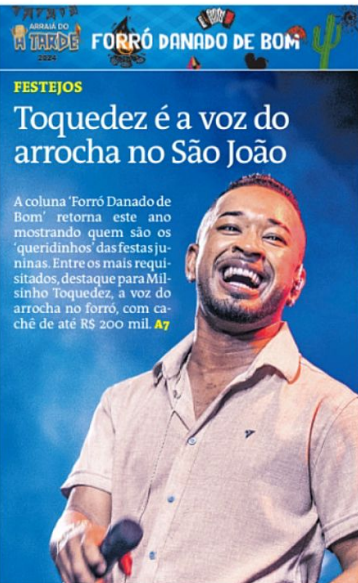 ARRAIÁ DO
A TARDE
2024
FORRÓ DANADO DE BOM
FESTEJOS
Toquedez é a voz do
arrocha no São João
A coluna ‘Forró Danado de
Bom’ retorna este ano
mostrando quem são os
‘queridinhos’ das festas ju-
ninas. Entre os mais requi-
sitados, destaque para Mil-
sinho Toquedez, a voz do
arrocha no forró, com ca-
chê de até R$ 200 mil. A7